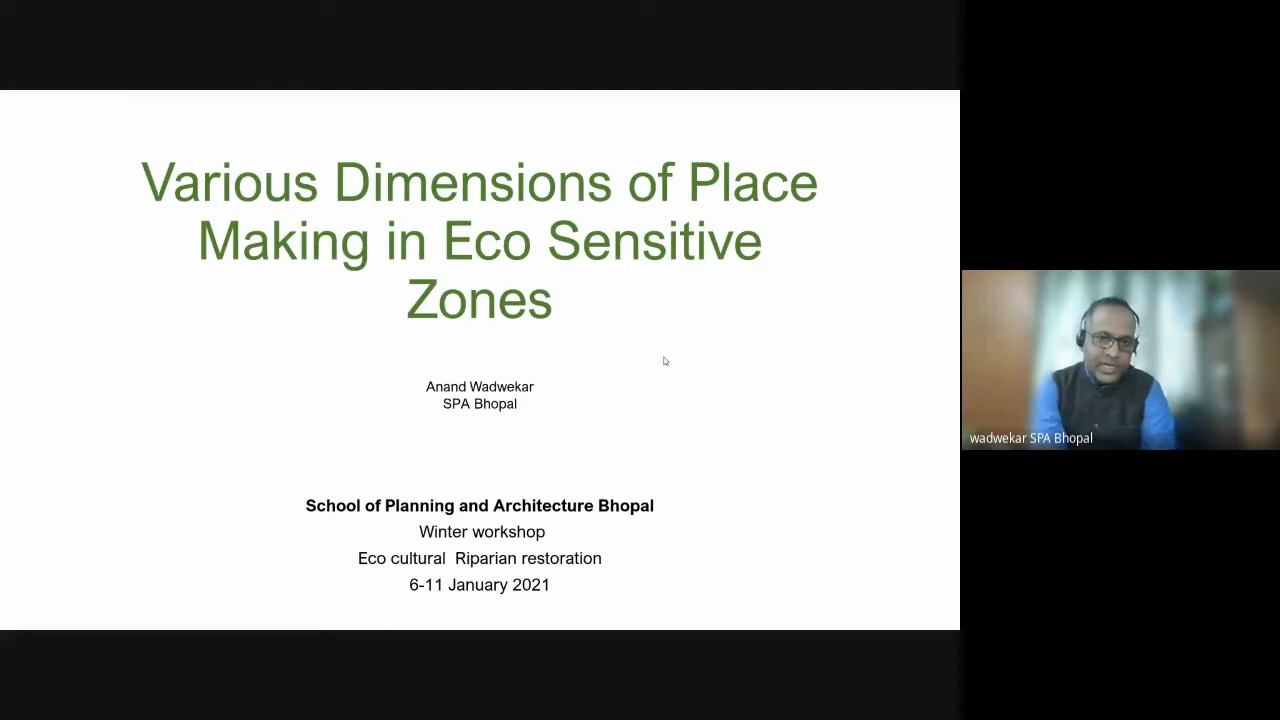 Various Dimensions of Place
Making in Eco Sensitive
Zones
Anand Wadwekar
SPA Bhopal
School of Planning and Architecture Bhopal
Winter workshop
Eco cultural  Riparian restoration
6-11 January 2021
wadwekar SPA Bhopal